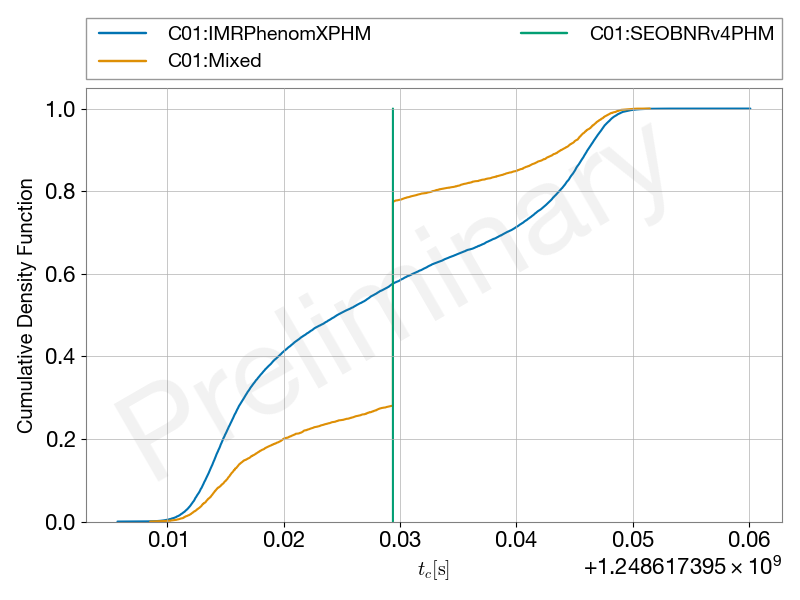 C01:IMRPhenomXPHM
C01:SEOBNRv4PHM
C01:Mixed
Cumulative Density Function
1.0
0.8
0.6
0.4
0.2
0.0
Preliminary
0.01 0.02 0.03 0.04 0.05 0.06
t_c[s]
+1.248617395 × 10⁹